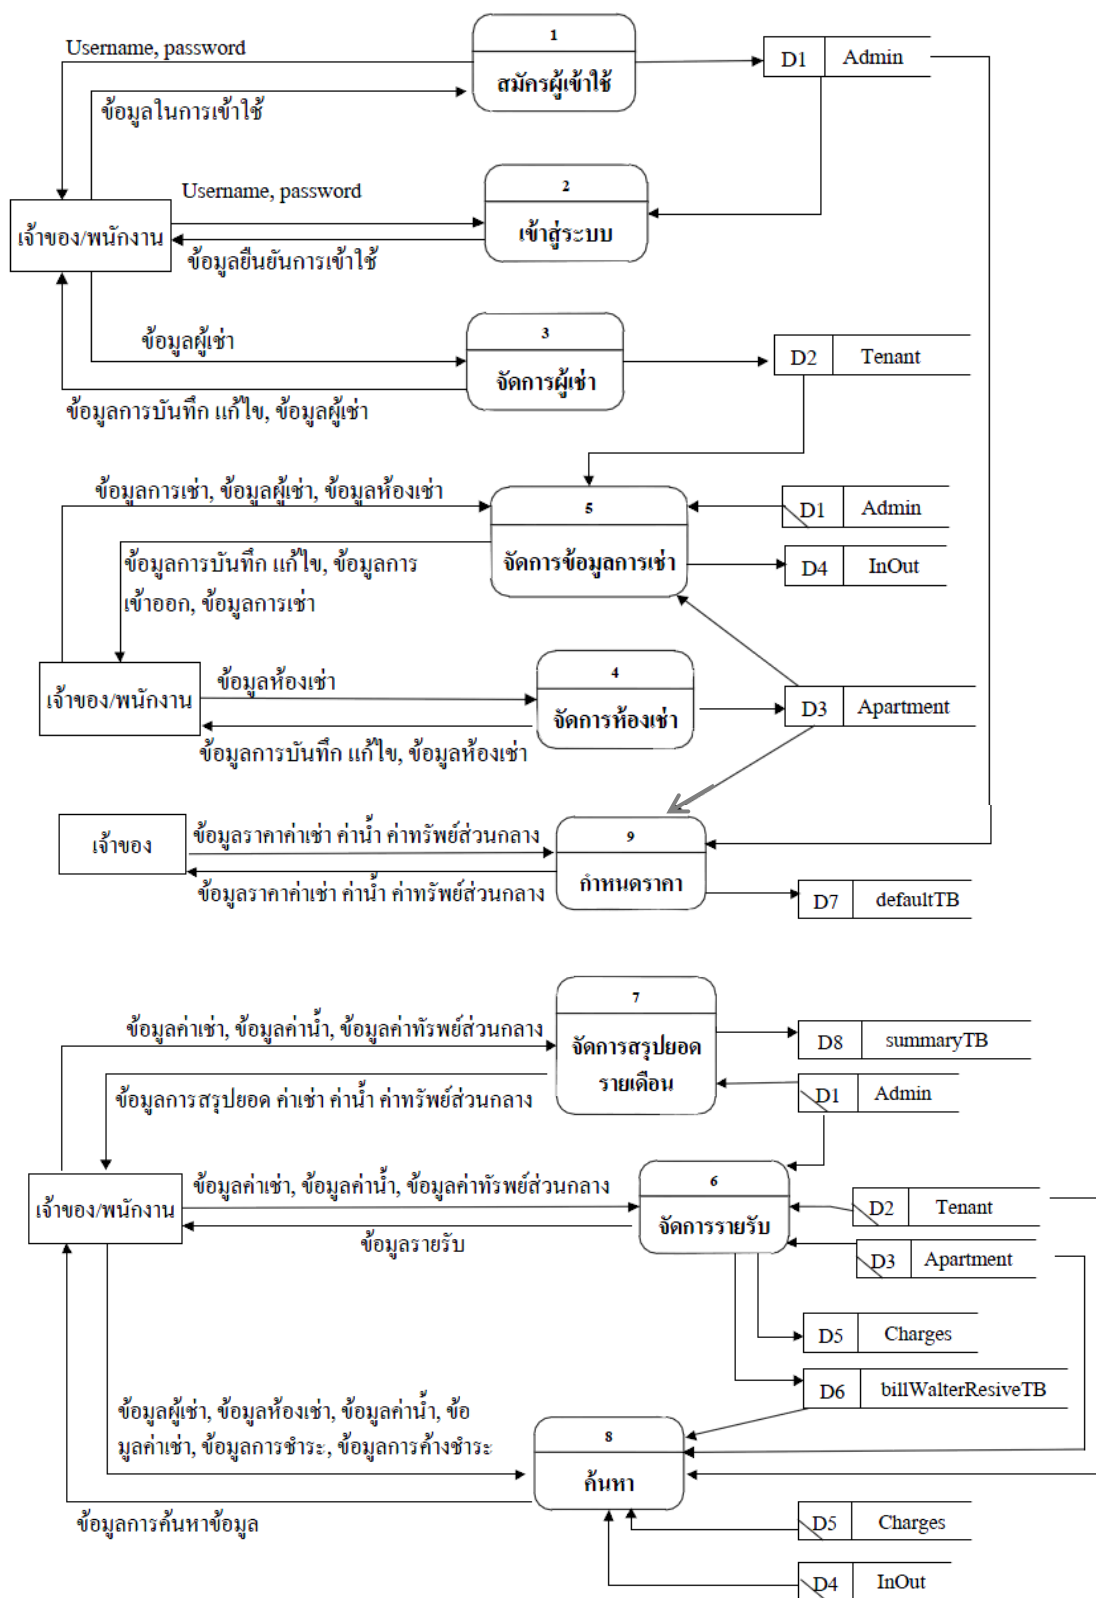 1
Username, password
D1 Admin
สมัครผู้เข้าใช้
ข้อมูลในการเข้าใช้
2
Username, password
เจ้าของ/พนักงาน
เข้าสู่ระบบ
ข้อมูลยืนยันการเข้าใช้
3
ข้อมูลผู้เช่า
D2 Tenant
จัดการผู้เช่า
ข้อมูลการบันทึก แก้ไข, ข้อมูลผู้เช่า
ข้อมูลการเช่า, ข้อมูลผู้เช่า, ข้อมูลห้องเช่า
5
D1 Admin
จัดการข้อมูลการเช่า
ข้อมูลการบันทึก แก้ไข, ข้อมูลการ
เข้าออก, ข้อมูลการเช่า
D4 InOut
4
ข้อมูลห้องเช่า
เจ้าของ/พนักงาน
จัดการห้องเช่า
D3 Apartment
ข้อมูลการบันทึก แก้ไข, ข้อมูลห้องเช่า
9
ข้อมูลราคาค่าเช่า ค่าน้ำ ค่าทรัพย์ส่วนกลาง
เจ้าของ
กำหนดราคา
ข้อมูลราคาค่าเช่า ค่าน้ำ ค่าทรัพย์ส่วนกลาง
D7 defaultTB
7
ข้อมูลค่าเช่า, ข้อมูลค่าน้ำ, ข้อมูลค่าทรัพย์ส่วนกลาง
จัดการสรุปยอด
รายเดือน
D8 summaryTB
D1 Admin
ข้อมูลการสรุปยอด ค่าเช่า ค่าน้ำ ค่าทรัพย์ส่วนกลาง
6
ข้อมูลค่าเช่า, ข้อมูลค่าน้ำ, ข้อมูลค่าทรัพย์ส่วนกลาง
เจ้าของ/พนักงาน
จัดการรายรับ
D2 Tenant
ข้อมูลรายรับ
D3 Apartment
D5 Charges
D6 billWalterResiveTB
ข้อมูลผู้เช่า, ข้อมูลห้องเช่า, ข้อมูลค่าน้ำ, ข้อ
มูลค่าเช่า, ข้อมูลการชำระ, ข้อมูลการค้างชำระ
8
ค้นหา
ข้อมูลการค้นหาข้อมูล
D5 Charges
D4 InOut